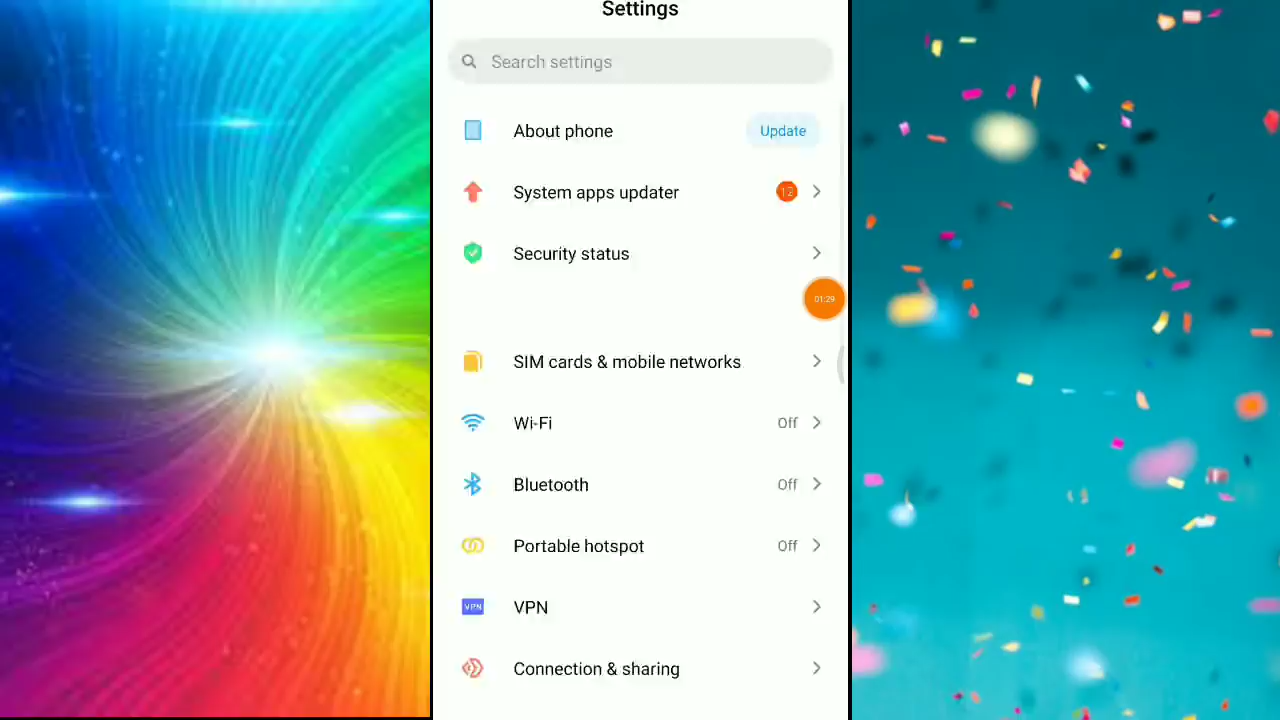 Settings
Search settings
About phone
Update
System apps updater
12
Security status
01:29
SIM cards & mobile networks
Wi-Fi
Off
Bluetooth
Off
Portable hotspot
Off
VPN
VPN
Connection & sharing